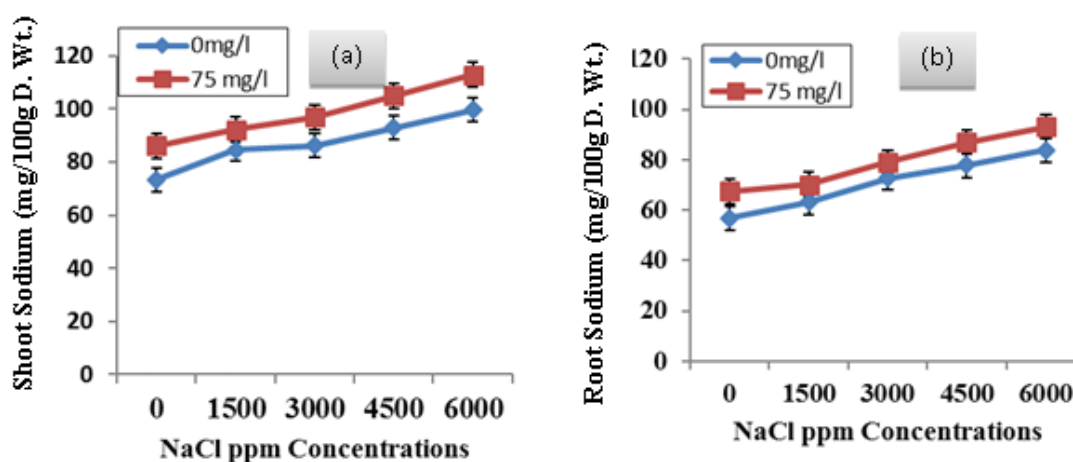 Shoot Sodium (mg/100g D. Wt.)
120
100
80
60
40
20
0
0mg/l
75 mg/l
(a)
0 1500 3000 4500 6000
NaCl ppm Concentrations
Root Sodium (mg/100g D. Wt.)
120
100
80
60
40
20
0
0mg/l
75 mg/l
(b)
0 1500 3000 4500 6000
NaCl ppm Concentrations